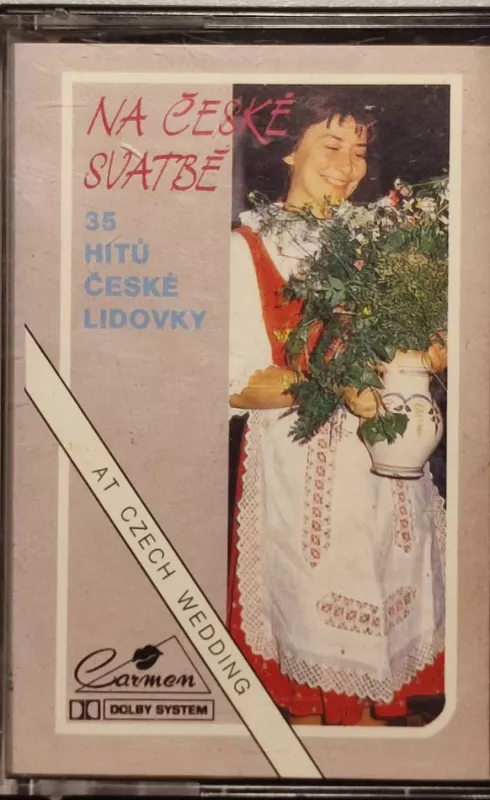 NA ČESKÉ
SVATBĚ
35
HITŮ
ČESKÉ
LIDOVKY
AT CZECH WEDDING
Carmen
DOLBY SYSTEM